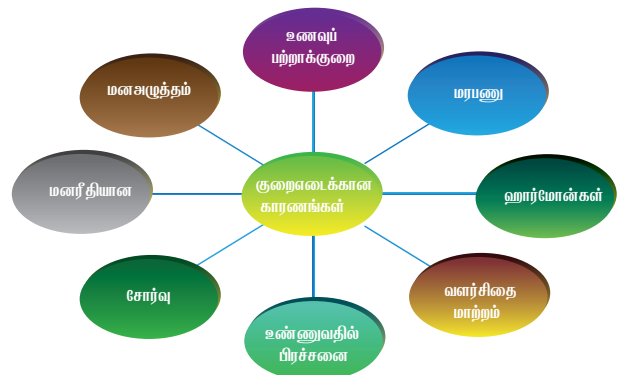 உணவுப்
பற்றாக்குறை
மரபணு
ஹார்மோன்கள்
வளர்சிதை
மாற்றம்
உண்ணுவதில்
பிரச்சனை
சோர்வு
மனரீதியான
மனஅழுத்தம்
குறைஎடைக்கான
காரணங்கள்